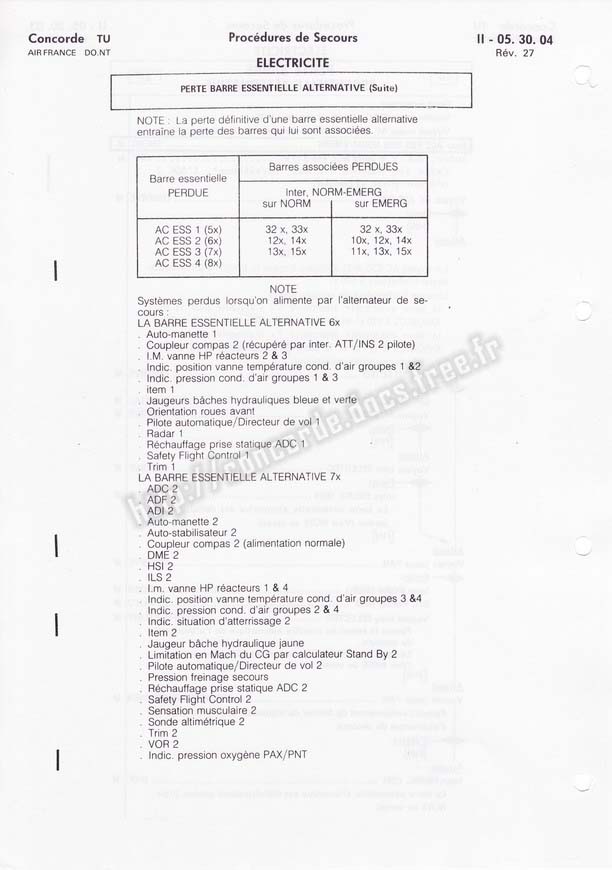 Concorde TU
AIR FRANCE DO.NT
Procédures de Secours
ELECTRICITE
II - 05. 30. 04
Rév. 27
PERTE BARRE ESSENTIELLE ALTERNATIVE (Suite)
NOTE : La perte définitive d'une barre essentielle alternative
entraîne la perte des barres qui lui sont associées.
Barre essentielle
PERDUE
Barres associées PERDUES
Inter, NORM-EMERG
sur NORM sur EMERG
AC ESS 1 (5x) 32 x, 33x 32 x, 33x
AC ESS 2 (6x) 12x, 14x 10x, 12x, 14x
AC ESS 3 (7x) 13x, 15x 11x, 13x, 15x
AC ESS 4 (8x)
NOTE
Systèmes perdus lorsqu'on alimente par l'alternateur de se-
cours :
LA BARRE ESSENTIELLE ALTERNATIVE 6x
. Auto-manette 1
. Coupleur compas 2 (récupéré par inter. ATT/INS 2 pilote)
. I.M. vanne HP réacteurs 2 & 3
. Indic. position vanne température cond. d'air groupes 1 &2
. Indic. pression cond. d'air groupes 1 & 3
. item 1
. Jaugeurs bâches hydrauliques bleue et verte
. Orientation roues avant
. Pilote automatique/Directeur de vol 1
. Radar 1
. Réchauffage prise statique ADC 1
. Safety Flight Control 1
. Trim 1
LA BARRE ESSENTIELLE ALTERNATIVE 7x
. ADC 2
. ADF 2
. ADI 2
. Auto-manette 2
. Auto-stabilisateur 2
. Coupleur compas 2 (alimentation normale)
. DME 2
. HSI 2
. ILS 2
. I.m. vanne HP réacteurs 1 & 4
. Indic. position vanne température cond. d'air groupes 3 &4
. Indic. pression cond. d'air groupes 2 & 4
. Indic. situation d'atterrissage 2
. Item 2
. Jaugeur bâche hydraulique jaune
. Limitation en Mach du CG par calculateur Stand By 2
. Pilote automatique/Directeur de vol 2
. Pression freinage secours
. Réchauffage prise statique ADC 2
. Safety Flight Control 2
. Sensation musculaire 2
. Sonde altimétrique 2
. Trim 2
. VOR 2
. Indic. pression oxygène PAX/PNT
http://concorde.docs.free.fr